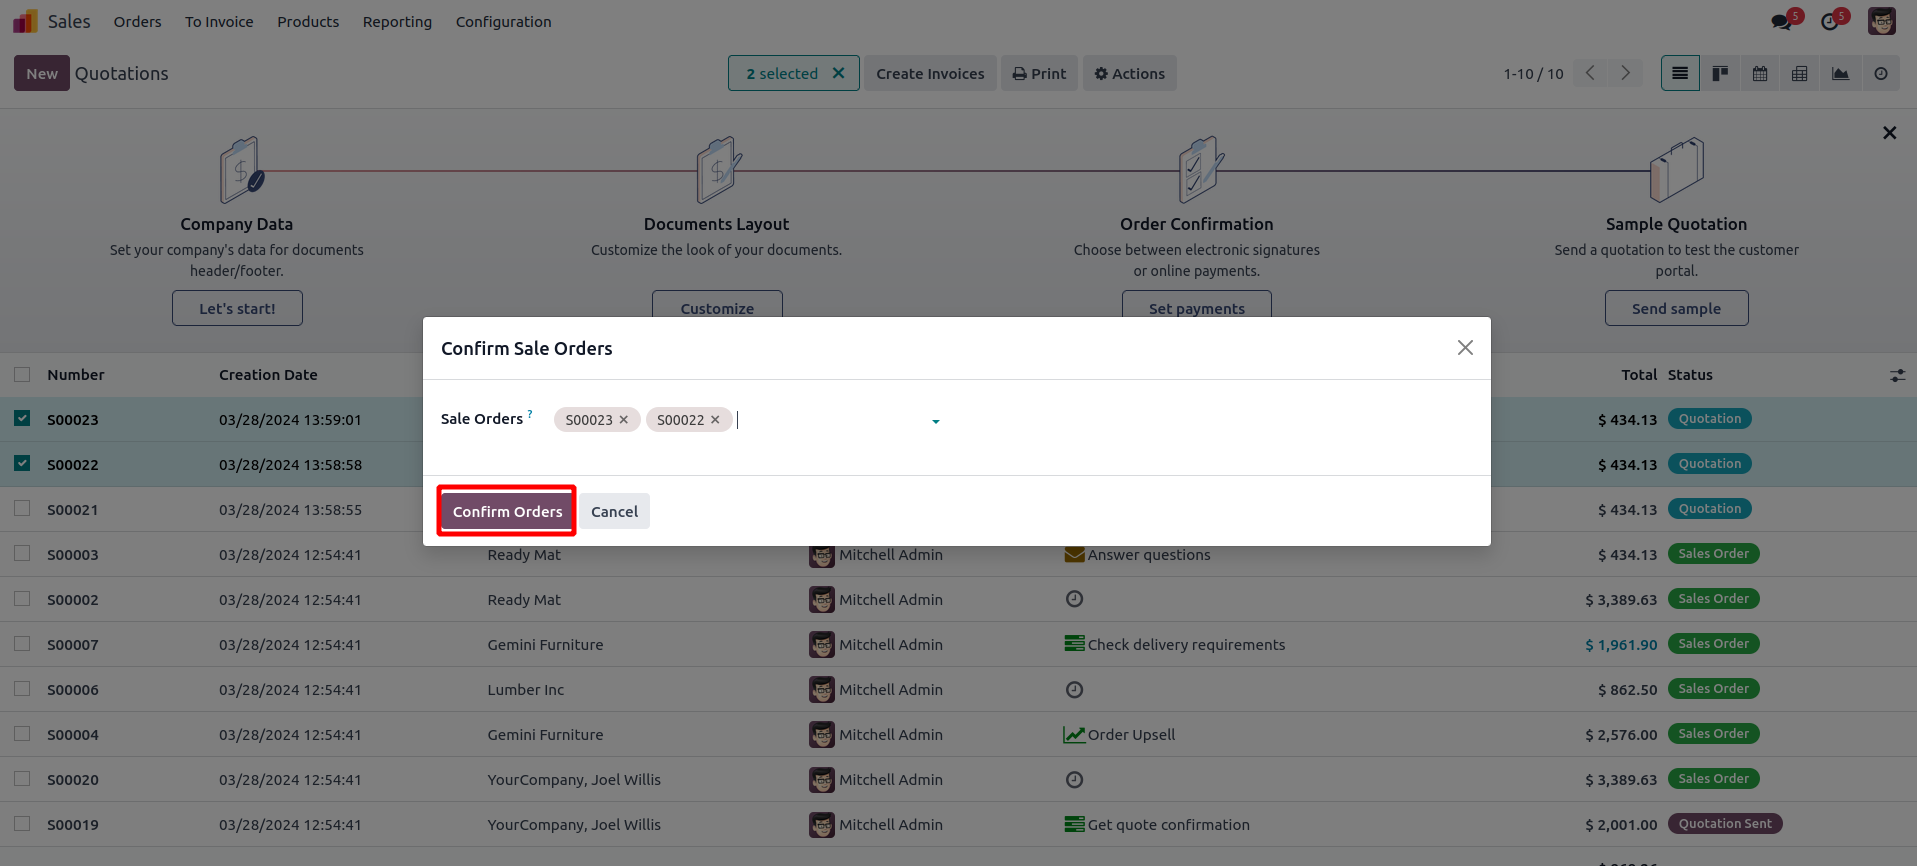 Sales Orders To Invoice Products Reporting Configuration 5 5
New Quotations 2 selected ✕ Create Invoices Print Actions 1-10 / 10
Company Data Documents Layout Order Confirmation Sample Quotation
Set your company's data for documents Customize the look of your documents. Choose between electronic signatures Send a quotation to test the customer
header/footer. or online payments. portal.
Let's start! Customize Set payments Send sample
Confirm Sale Orders
Number Creation Date Total Status
Sale Orders ? S00023 × S00022 ×
S00023 03/28/2024 13:59:01 $ 434.13 Quotation
S00022 03/28/2024 13:58:58 $ 434.13 Quotation
Confirm Orders Cancel
S00021 03/28/2024 13:58:55 $ 434.13 Quotation
S00003 03/28/2024 12:54:41 Ready Mat Mitchell Admin Answer questions $ 434.13 Sales Order
S00002 03/28/2024 12:54:41 Ready Mat Mitchell Admin $ 3,389.63 Sales Order
S00007 03/28/2024 12:54:41 Gemini Furniture Mitchell Admin Check delivery requirements $ 1,961.90 Sales Order
S00006 03/28/2024 12:54:41 Lumber Inc Mitchell Admin $ 862.50 Sales Order
S00004 03/28/2024 12:54:41 Gemini Furniture Mitchell Admin Order Upsell $ 2,576.00 Sales Order
S00020 03/28/2024 12:54:41 YourCompany, Joel Willis Mitchell Admin $ 3,389.63 Sales Order
S00019 03/28/2024 12:54:41 YourCompany, Joel Willis Mitchell Admin Get quote confirmation $ 2,001.00 Quotation Sent